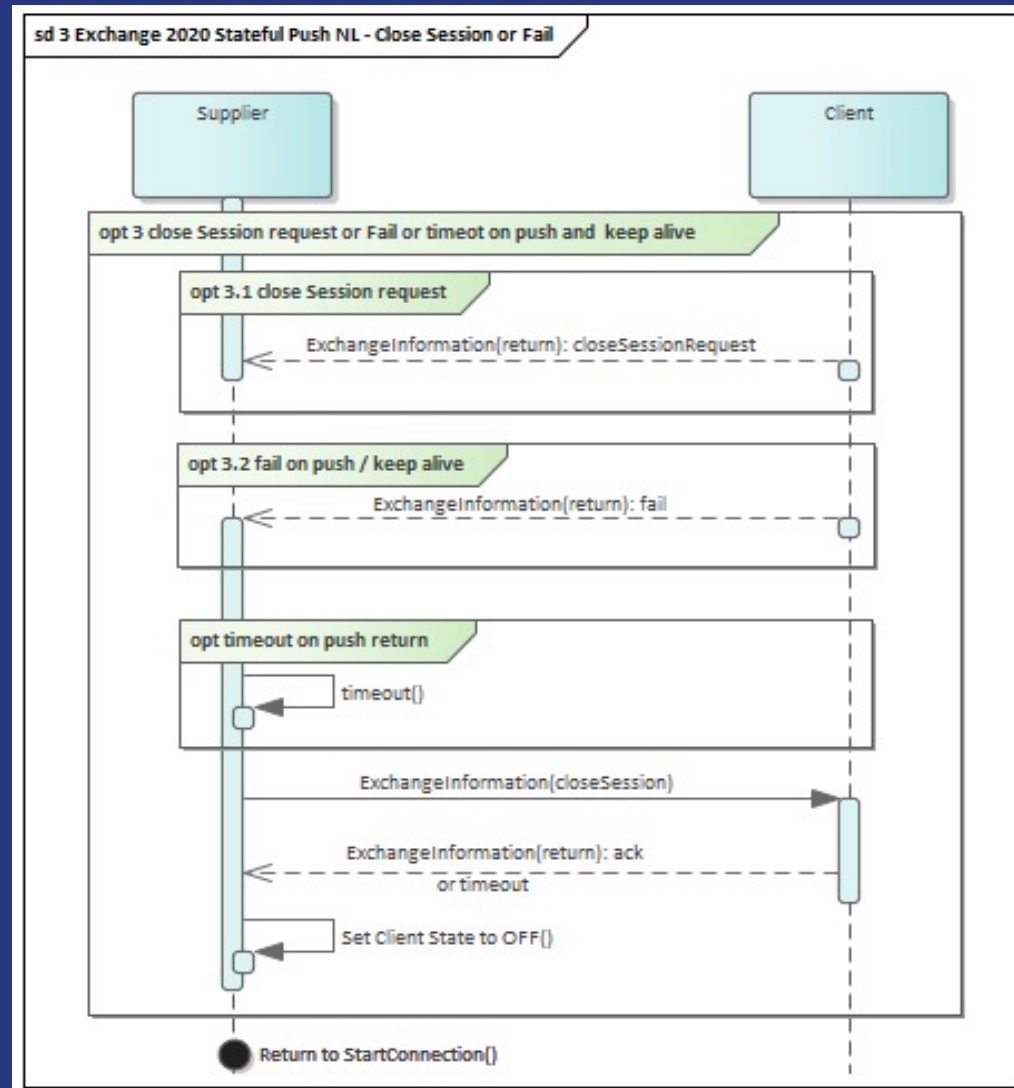 sd 3 Exchange 2020 Stateful Push NL - Close Session or Fail
Supplier
Client
opt 3 close Session request or Fail or timeot on push and keep alive
opt 3.1 close Session request
ExchangeInformation(return): closeSessionRequest
opt 3.2 fail on push / keep alive
ExchangeInformation(return): fail
opt timeout on push return
timeout()
ExchangeInformation(closeSession)
ExchangeInformation(return): ack
or timeout
Set Client State to OFF()
Return to StartConnection()